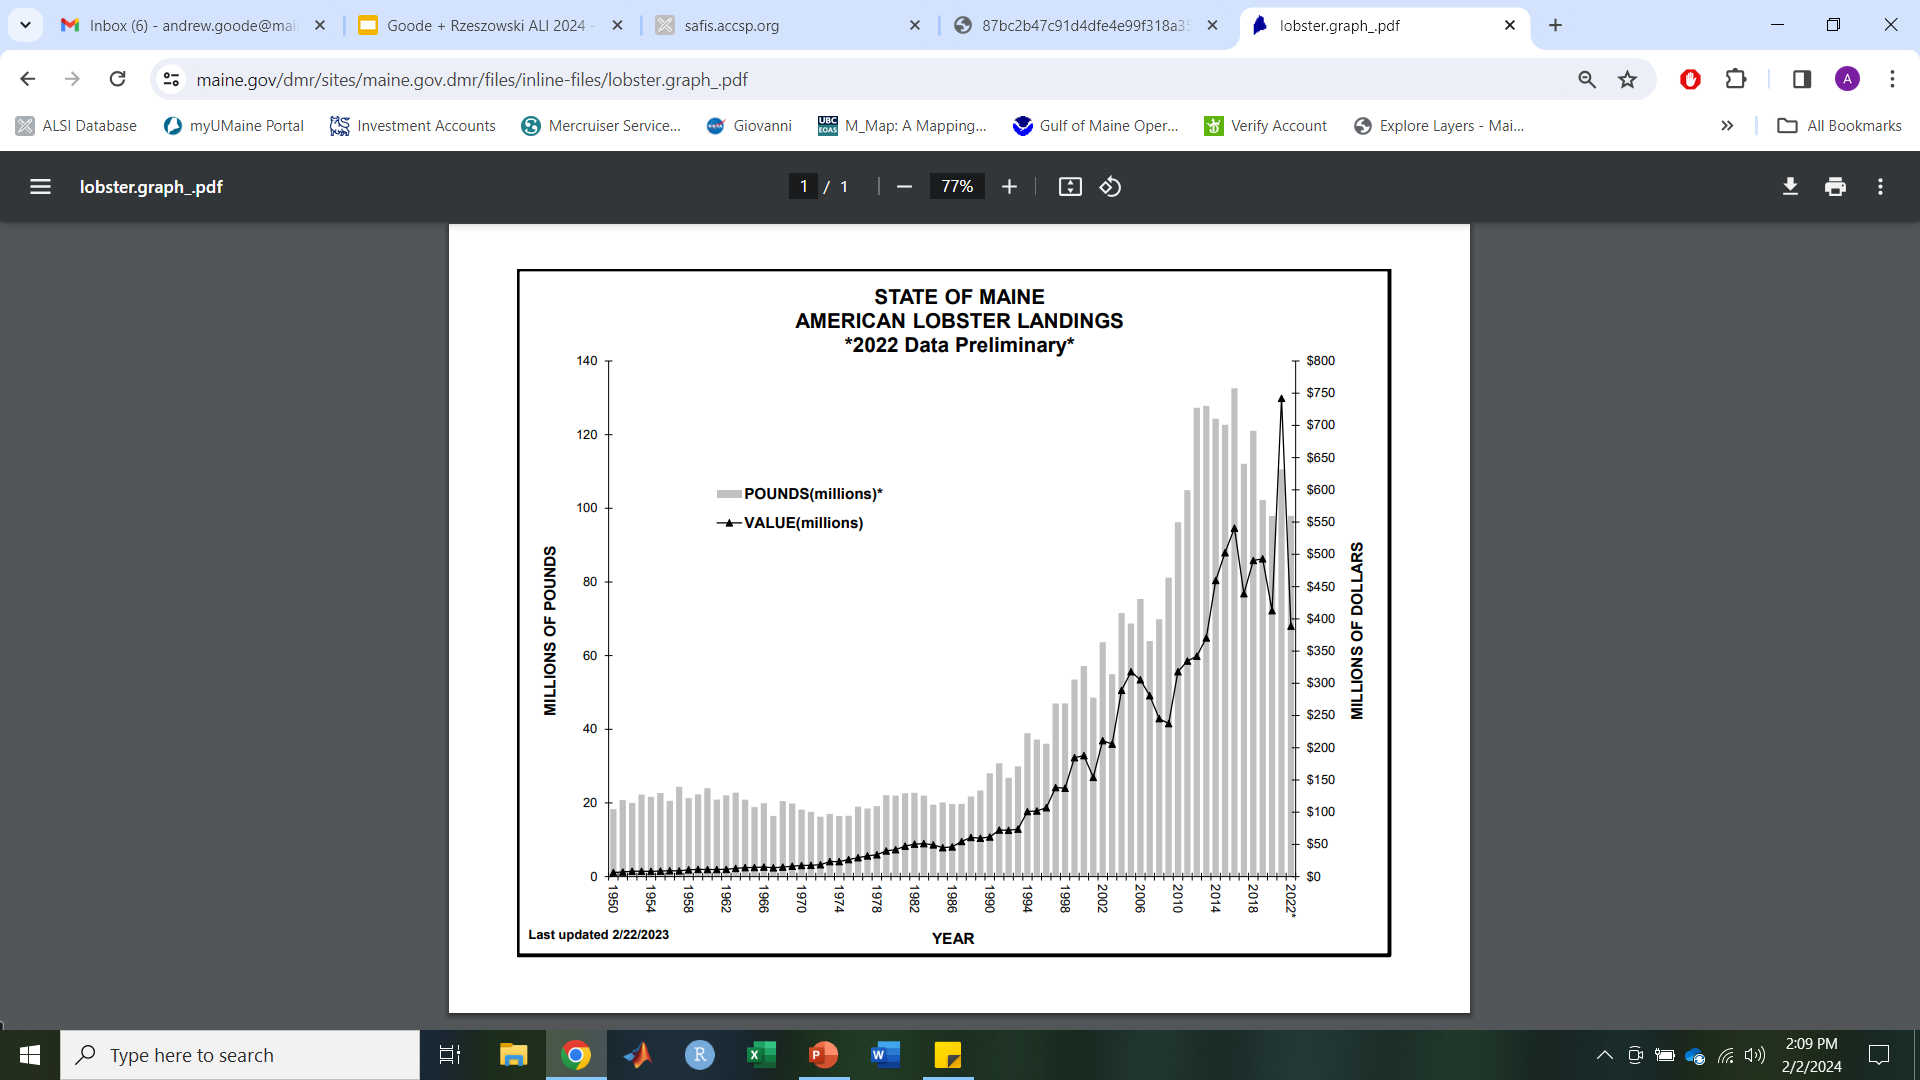 Inbox (6) - andrew.goode@mai
Goode + Rzeszowski ALI 2024 -
safis.accsp.org
87bc2b47c91d4dfe4e99f318a35
lobster.graph_.pdf
maine.gov/dmr/sites/maine.gov.dmr/files/inline-files/lobster.graph_.pdf
A
ALSI Database
myUMaine Portal
Investment Accounts
Mercruiser Service...
NASA
Giovanni
UBC
EOAS
M_Map: A Mapping...
Gulf of Maine Oper...
Verify Account
Explore Layers - Mai...
All Bookmarks
lobster.graph_.pdf
1 / 1
77%
STATE OF MAINE
AMERICAN LOBSTER LANDINGS
*2022 Data Preliminary*
140
120
100
80
60
40
20
0
MILLIONS OF POUNDS
POUNDS(millions)*
VALUE(millions)
$800
$750
$700
$650
$600
$550
$500
$450
$400
$350
$300
$250
$200
$150
$100
$50
$0
MILLIONS OF DOLLARS
1950 1954 1958 1962 1966 1970 1974 1978 1982 1986 1990 1994 1998 2002 2006 2010 2014 2018 2022*
Last updated 2/22/2023
YEAR
Type here to search
R
X
P
W
2:09 PM
2/2/2024